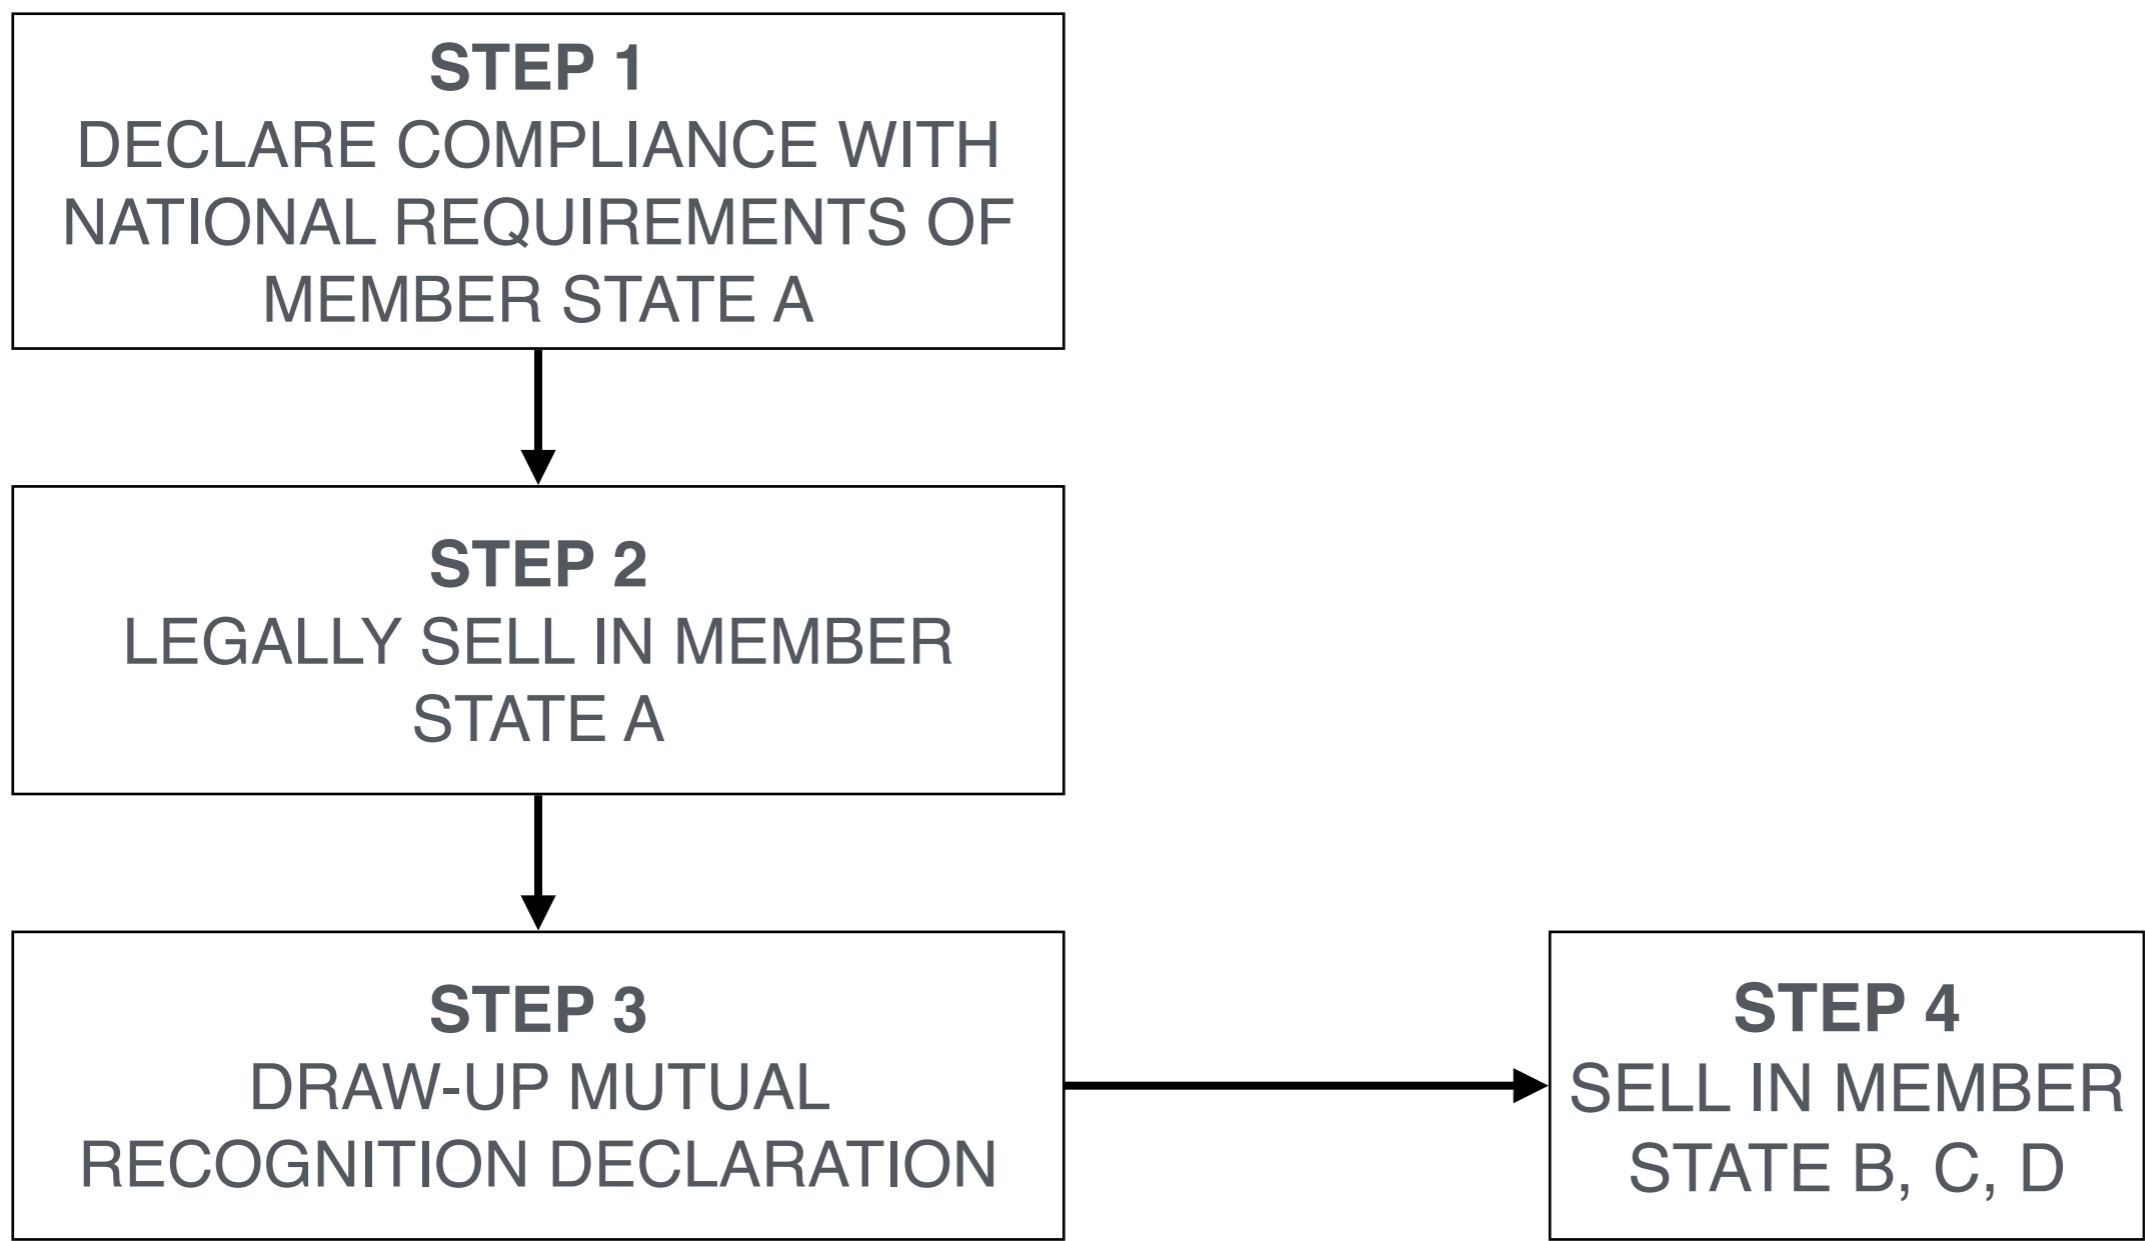 STEP 1
DECLARE COMPLIANCE WITH
NATIONAL REQUIREMENTS OF
MEMBER STATE A
STEP 2
LEGALLY SELL IN MEMBER
STATE A
STEP 3
DRAW-UP MUTUAL
RECOGNITION DECLARATION
STEP 4
SELL IN MEMBER
STATE B, C, D